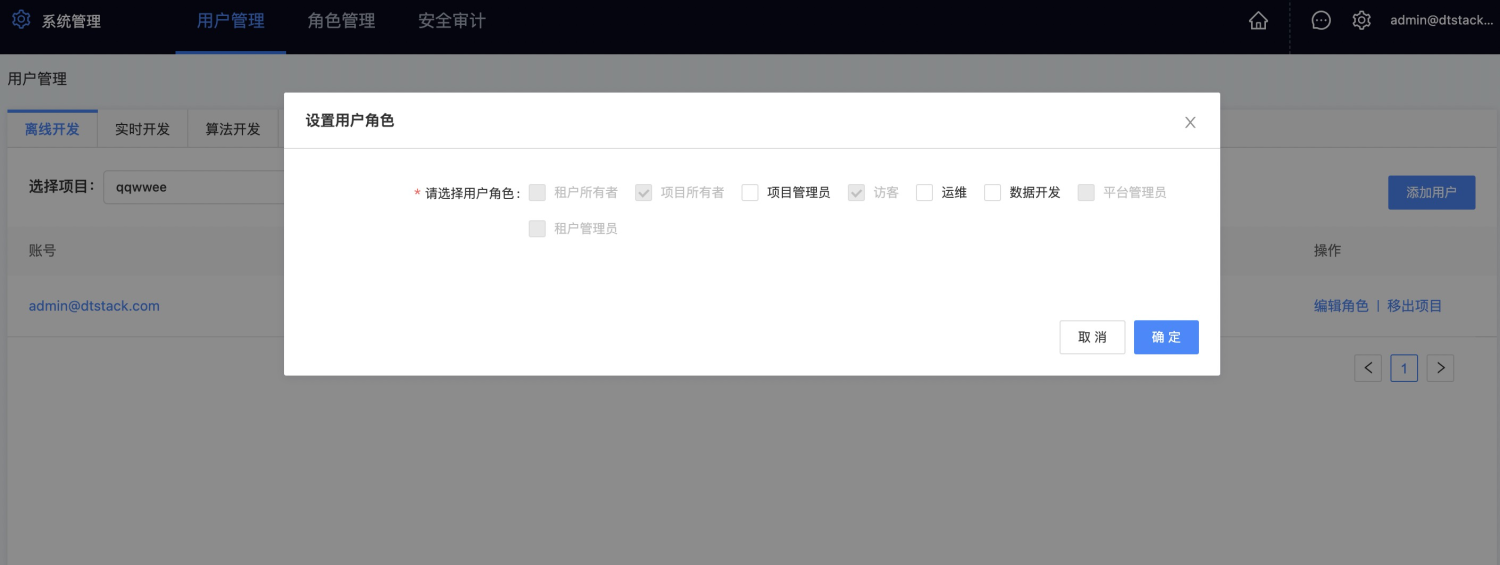 系统管理 用户管理 角色管理 安全审计 admin@dtstack...
用户管理
离线开发 实时开发 算法开发
设置用户角色
选择项目: qqwwee
* 请选择用户角色: 租户所有者 项目所有者 项目管理员 访客 运维 数据开发 平台管理员
租户管理员
添加用户
账号 操作
admin@dtstack.com 编辑角色 | 移出项目
取 消 确 定
1